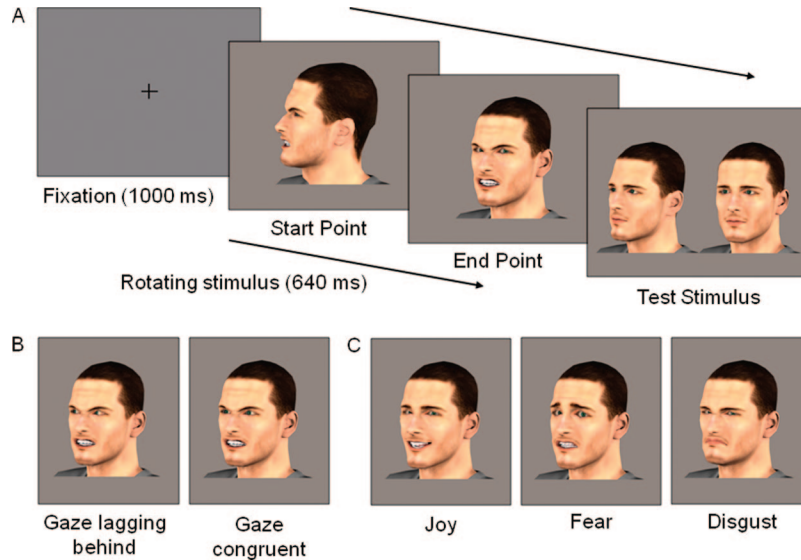 A
Fixation (1000 ms)
Start Point
End Point
Rotating stimulus (640 ms)
Test Stimulus
B
C
Gaze lagging
behind
Gaze
congruent
Joy
Fear
Disgust